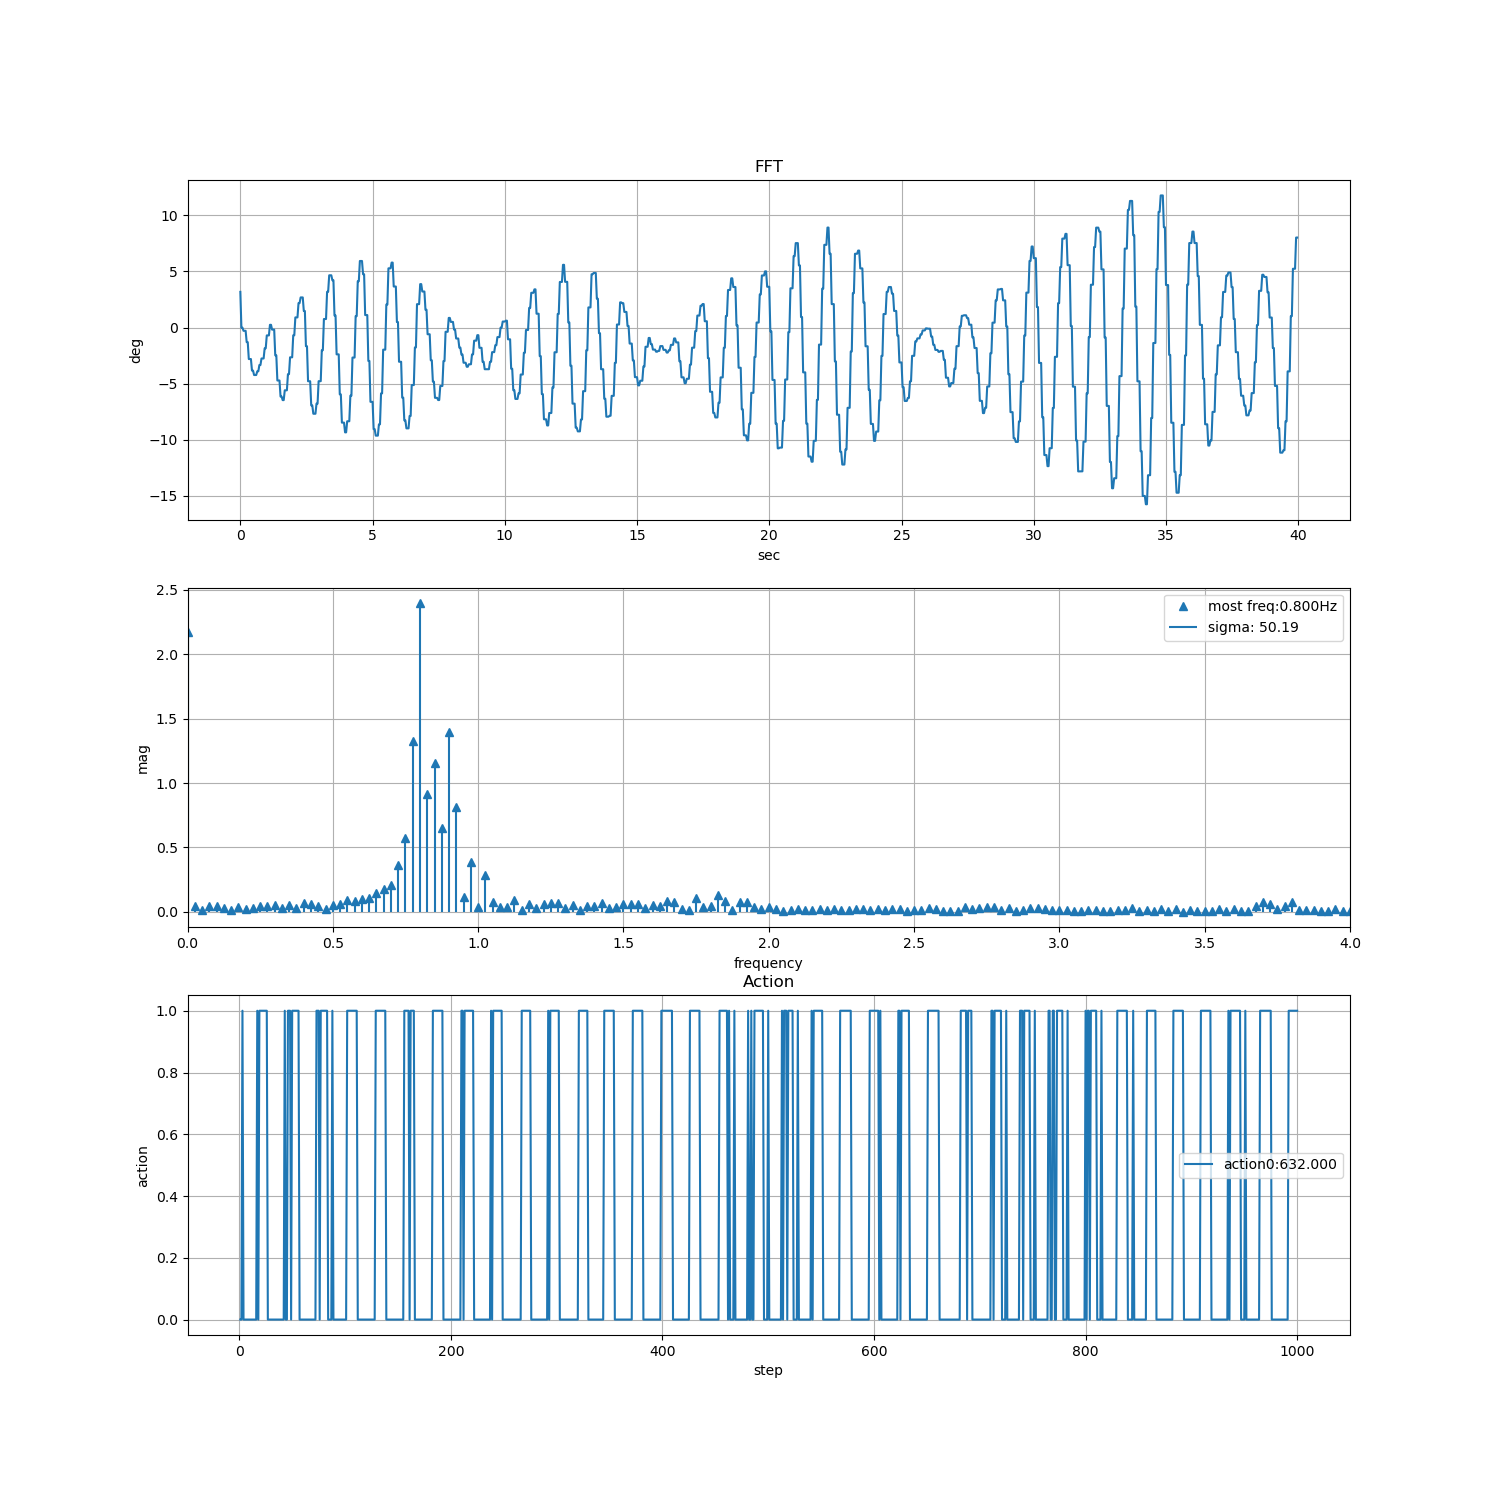 FFT
10
5
0
−5
−10
−15
deg
0 5 10 15 20 25 30 35 40
sec
2.5
2.0
1.5
1.0
0.5
0.0
mag
most freq:0.800Hz
sigma: 50.19
0.0 0.5 1.0 1.5 2.0 2.5 3.0 3.5 4.0
frequency
Action
1.0
0.8
0.6
0.4
0.2
0.0
action
action0:632.000
0 200 400 600 800 1000
step